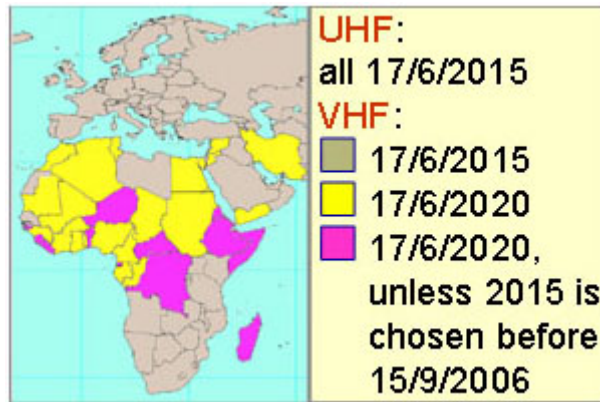 UHF:
all 17/6/2015
VHF:
17/6/2015
17/6/2020
17/6/2020,
unless 2015 is
chosen before
15/9/2006